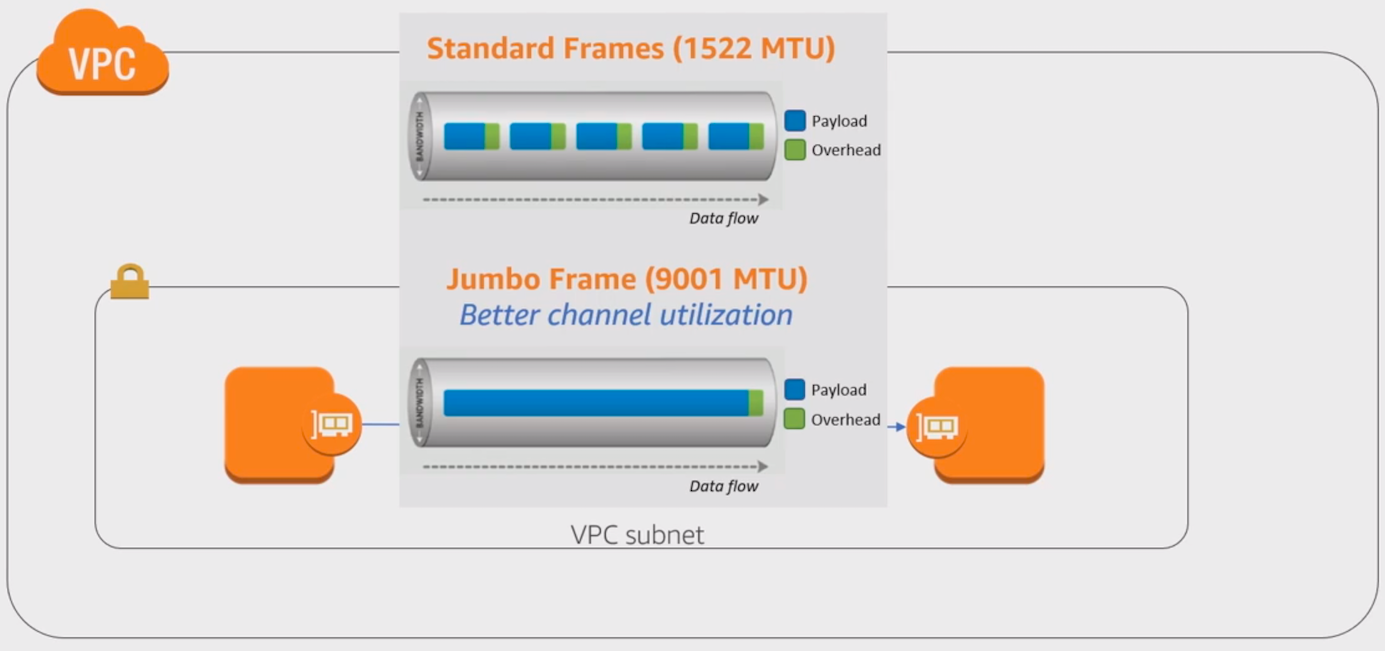 VPC
Standard Frames (1522 MTU)
BANDWIDTH
Payload
Overhead
Data flow
Jumbo Frame (9001 MTU)
Better channel utilization
BANDWIDTH
Payload
Overhead
Data flow
VPC subnet